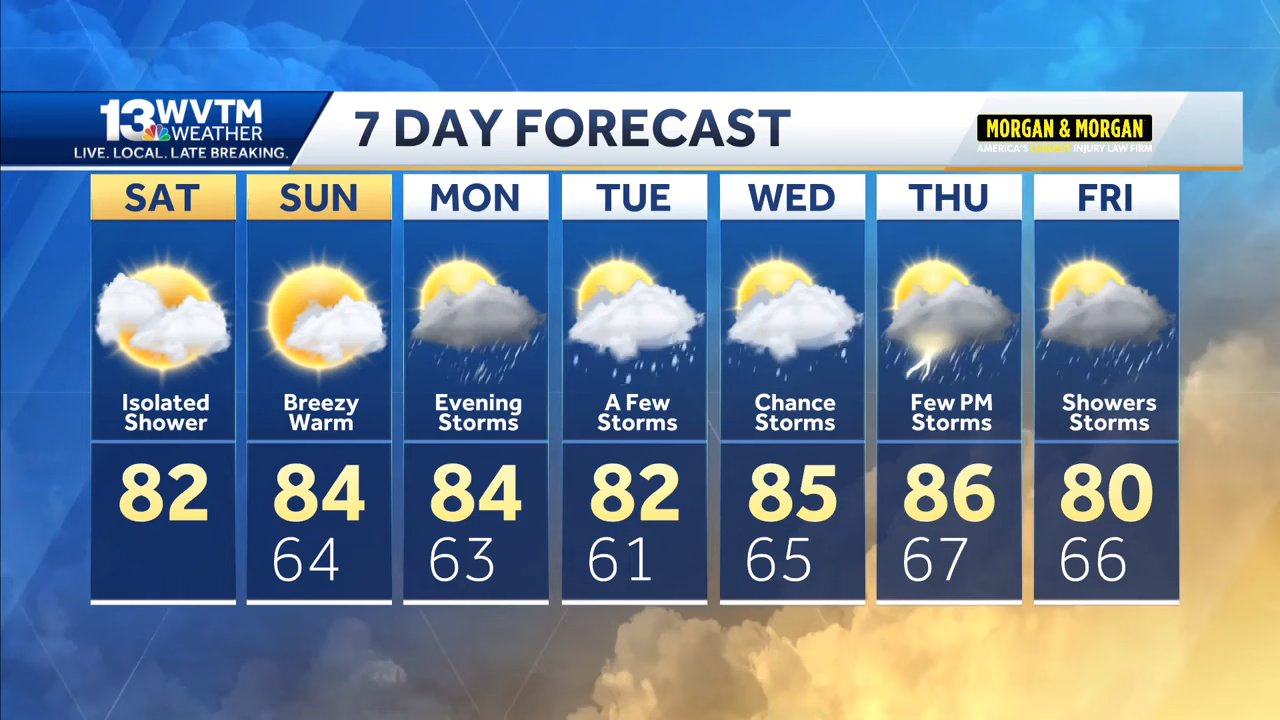 13 WVTM
WEATHER
LIVE. LOCAL. LATE BREAKING.
7 DAY FORECAST
MORGAN & MORGAN
AMERICA'S LARGEST INJURY LAW FIRM
SAT
SUN
MON
TUE
WED
THU
FRI
Isolated
Shower
Breezy
Warm
Evening
Storms
A Few
Storms
Chance
Storms
Few PM
Storms
Showers
Storms
82
84
84
82
85
86
80
64
63
61
65
67
66